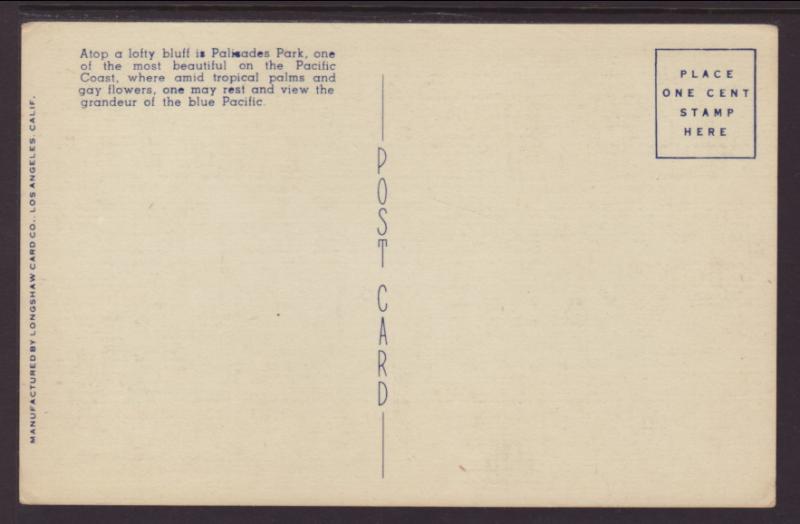 Atop a lofty bluff is Palisades Park, one
of the most beautiful on the Pacific
Coast, where amid tropical palms and
gay flowers, one may rest and view the
grandeur of the blue Pacific.
PLACE
ONE CENT
STAMP
HERE
POST CARD
MANUFACTURED BY LONGSHAW CARD CO., LOS ANGELES, CALIF.